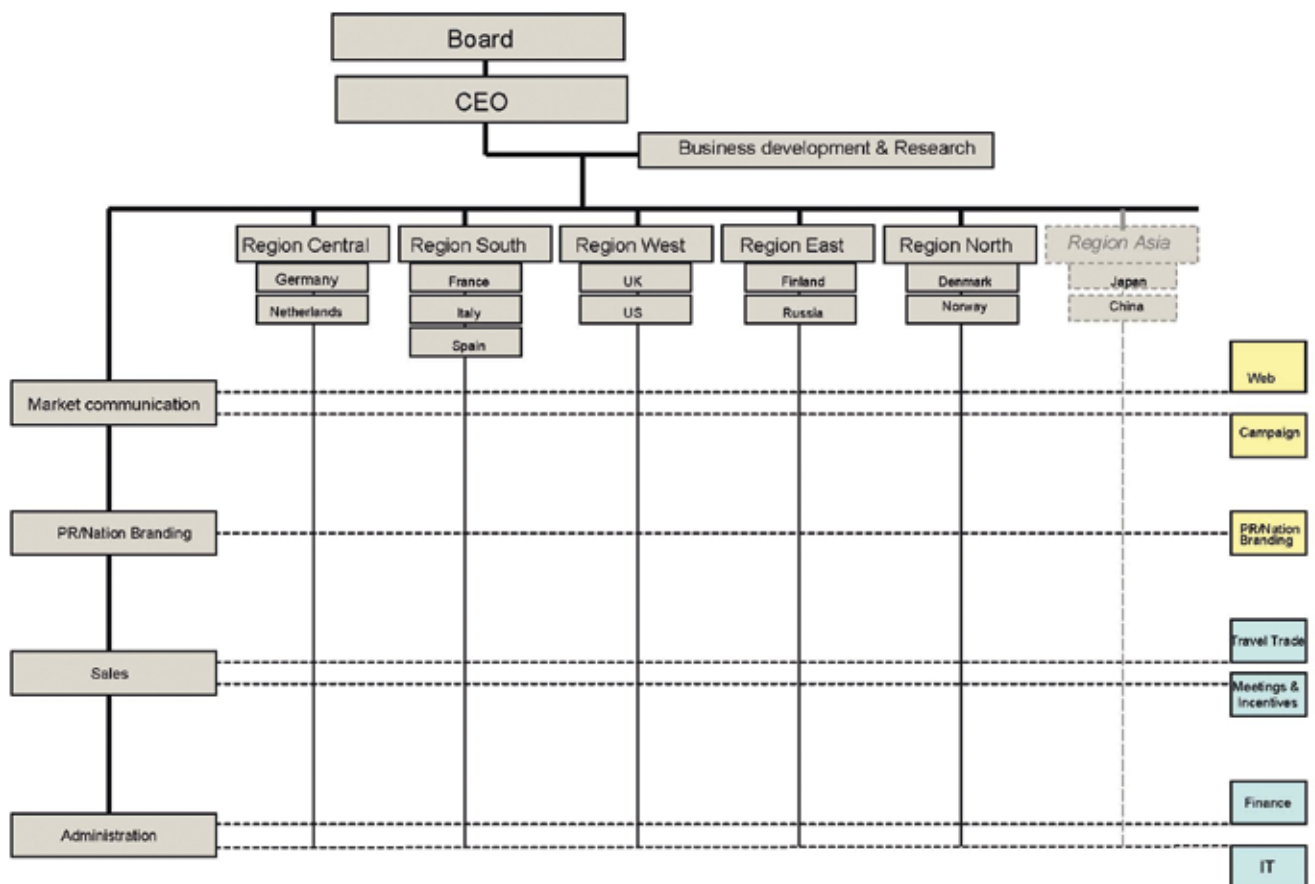 Board
CEO
Business development & Research
Region Central
Region South
Region West
Region East
Region North
Region Asia
Germany
France
UK
Finland
Denmark
Japan
Netherlands
Italy
US
Russia
Norway
China
Spain
Web
Market communication
Campaign
PR/Nation Branding
PR/Nation
Branding
Travel Trade
Sales
Meetings &
Incentives
Finance
Administration
IT